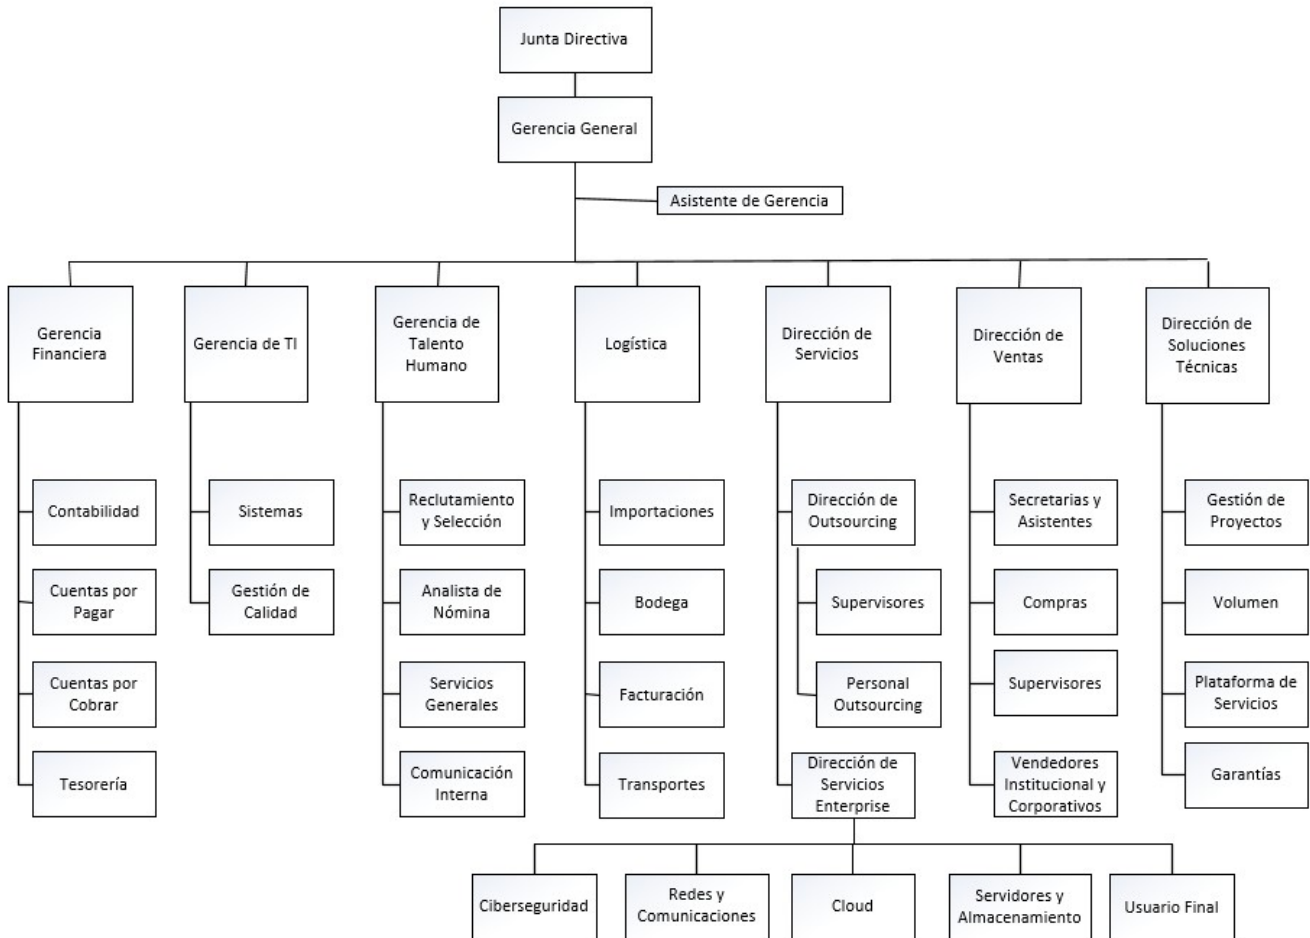 Junta Directiva
Gerencia General
Asistente de Gerencia
Gerencia
Financiera
Gerencia de TI
Gerencia de
Talento
Humano
Logística
Dirección de
Servicios
Dirección de
Ventas
Dirección de
Soluciones
Técnicas
Contabilidad
Cuentas por
Pagar
Cuentas por
Cobrar
Tesorería
Sistemas
Gestión de
Calidad
Reclutamiento
y Selección
Analista de
Nómina
Servicios
Generales
Comunicación
Interna
Importaciones
Bodega
Facturación
Transportes
Dirección de
Outsourcing
Supervisores
Personal
Outsourcing
Dirección de
Servicios
Enterprise
Secretarias y
Asistentes
Compras
Supervisores
Vendedores
Institucional y
Corporativos
Gestión de
Proyectos
Volumen
Plataforma de
Servicios
Garantías
Ciberseguridad
Redes y
Comunicaciones
Cloud
Servidores y
Almacenamiento
Usuario Final